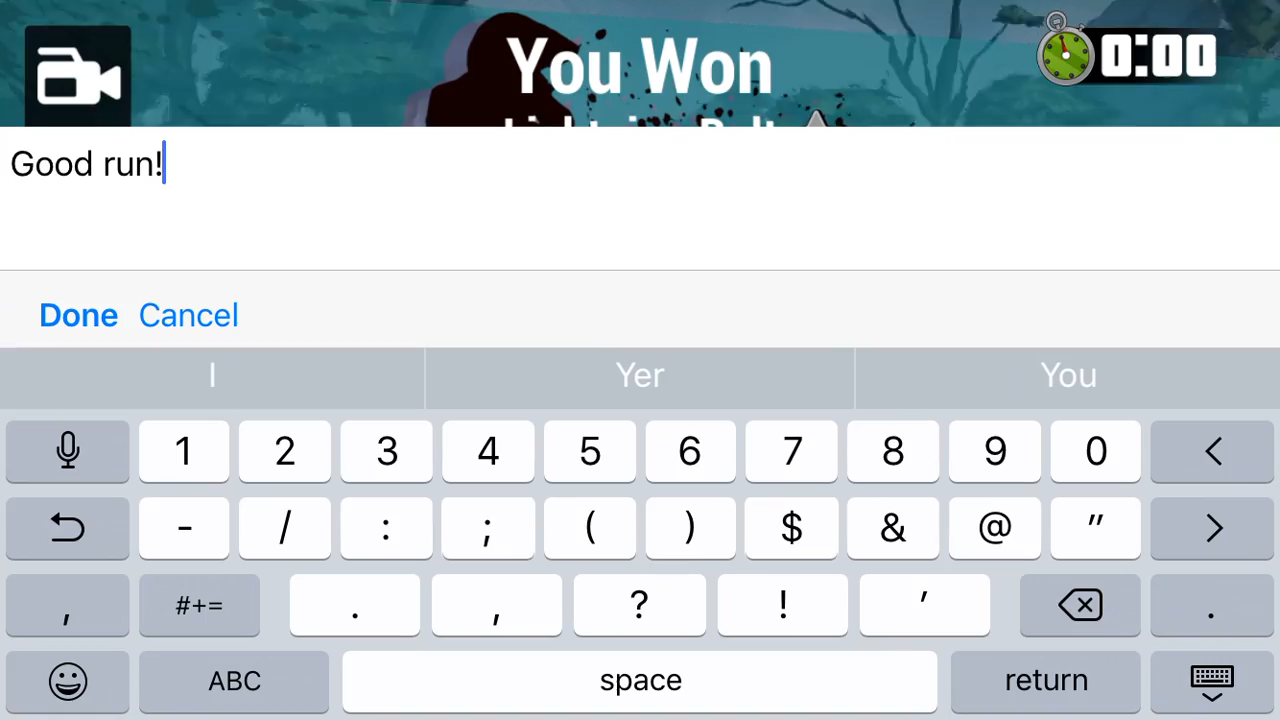 You Won
0:00
Good run!
Done Cancel
I Yer You
1 2 3 4 5 6 7 8 9 0 <
- / : ; ( ) $ & @ " >
, #+= . , ? ! ' .
ABC space return